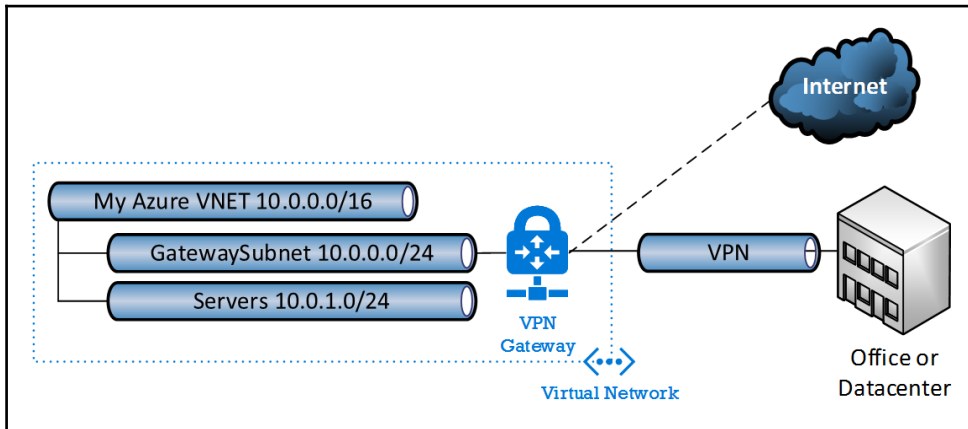 Internet
My Azure VNET 10.0.0.0/16
GatewaySubnet 10.0.0.0/24
Servers 10.0.1.0/24
VPN
Gateway
VPN
Virtual Network
Office or
Datacenter